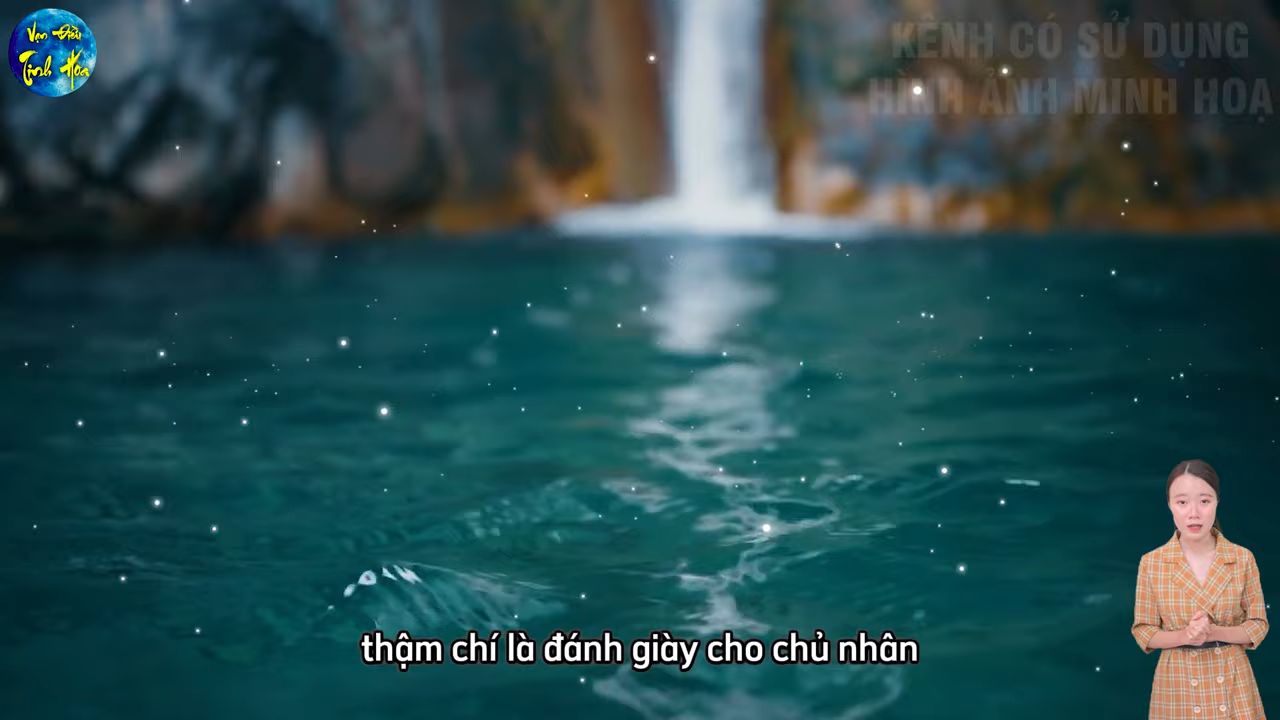 Vạn Điều
Tinh Hoa
KÊNH CÓ SỬ DỤNG
HÌNH ẢNH MINH HOẠ
thậm chí là đánh giày cho chủ nhân